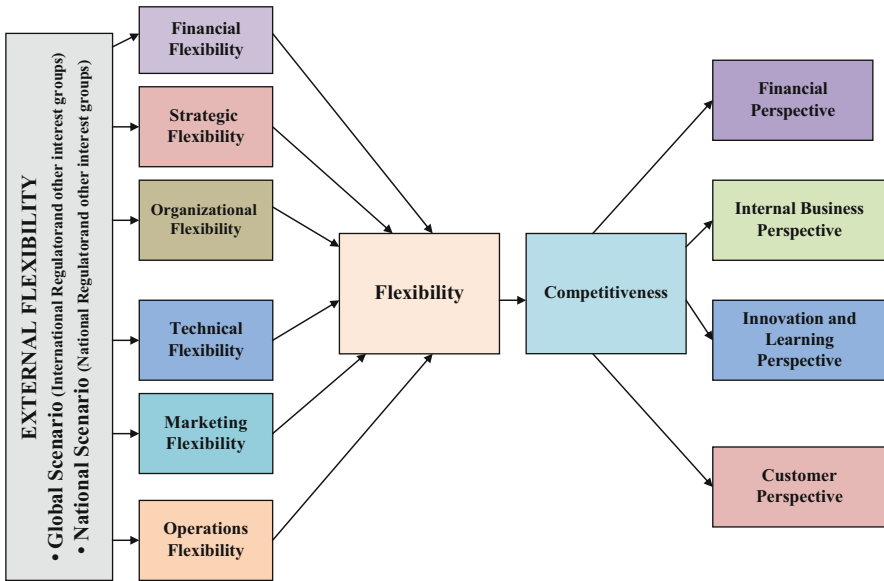 EXTERNAL FLEXIBILITY
• Global Scenario (International Regulatorand other interest groups)
• National Scenario (National Regulatorand other interest groups)
Financial
Flexibility
Strategic
Flexibility
Organizational
Flexibility
Technical
Flexibility
Marketing
Flexibility
Operations
Flexibility
Flexibility
Competitiveness
Financial
Perspective
Internal Business
Perspective
Innovation and
Learning
Perspective
Customer
Perspective